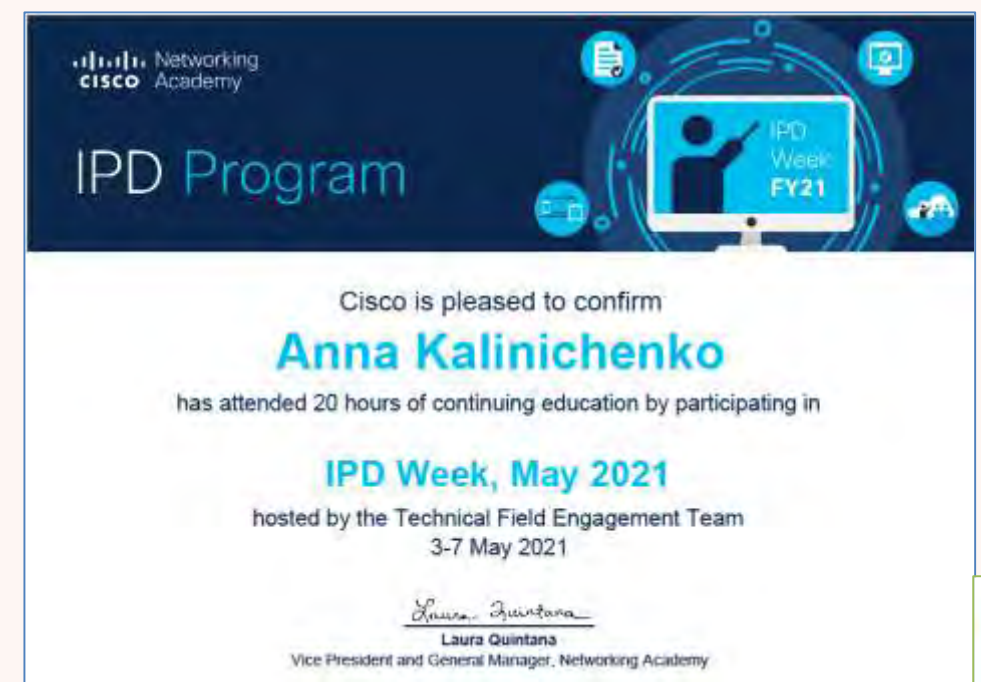 Networking
CISCO Academy
IPD Program
IPD
Week
FY21
Cisco is pleased to confirm
Anna Kalinichenko
has attended 20 hours of continuing education by participating in
IPD Week, May 2021
hosted by the Technical Field Engagement Team
3-7 May 2021
Laura Quintana
Laura Quintana
Vice President and General Manager, Networking Academy